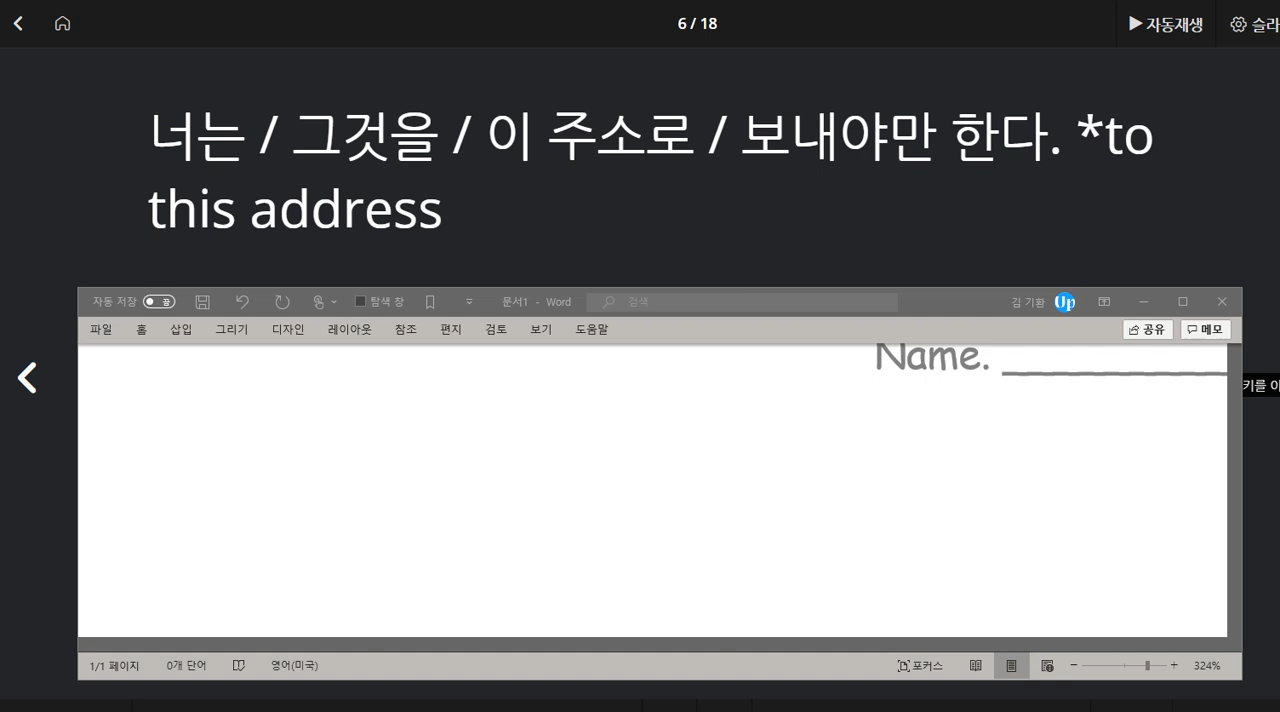 6 / 18
▶ 자동재생
슬라
너는 / 그것을 / 이 주소로 / 보내야만 한다. *to
this address
자동 저장 끔 탐색 창 문서1 - Word 검색 김 기환 Up
파일 홈 삽입 그리기 디자인 레이아웃 참조 편지 검토 보기 도움말 공유 메모
Name. ____________
키를 이
1/1 페이지 0개 단어 영어(미국) 포커스 - + 324%